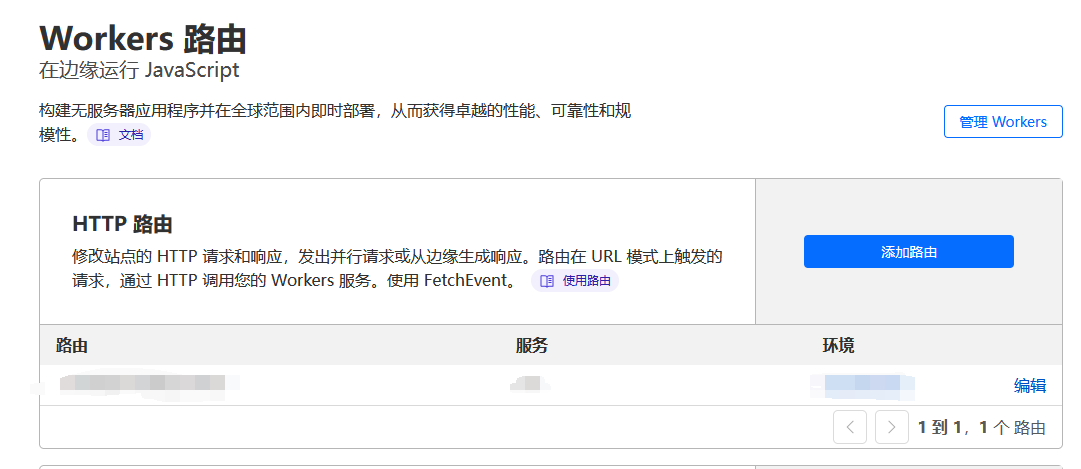 Workers 路由
在边缘运行 JavaScript
构建无服务器应用程序并在全球范围内即时部署，从而获得卓越的性能、可靠性和规
模性。 文档
管理 Workers
HTTP 路由
修改站点的 HTTP 请求和响应，发出并行请求或从边缘生成响应。路由在 URL 模式上触发的
请求，通过 HTTP 调用您的 Workers 服务。使用 FetchEvent。 使用路由
添加路由
路由 服务 环境
编辑
1 到 1，1 个 路由